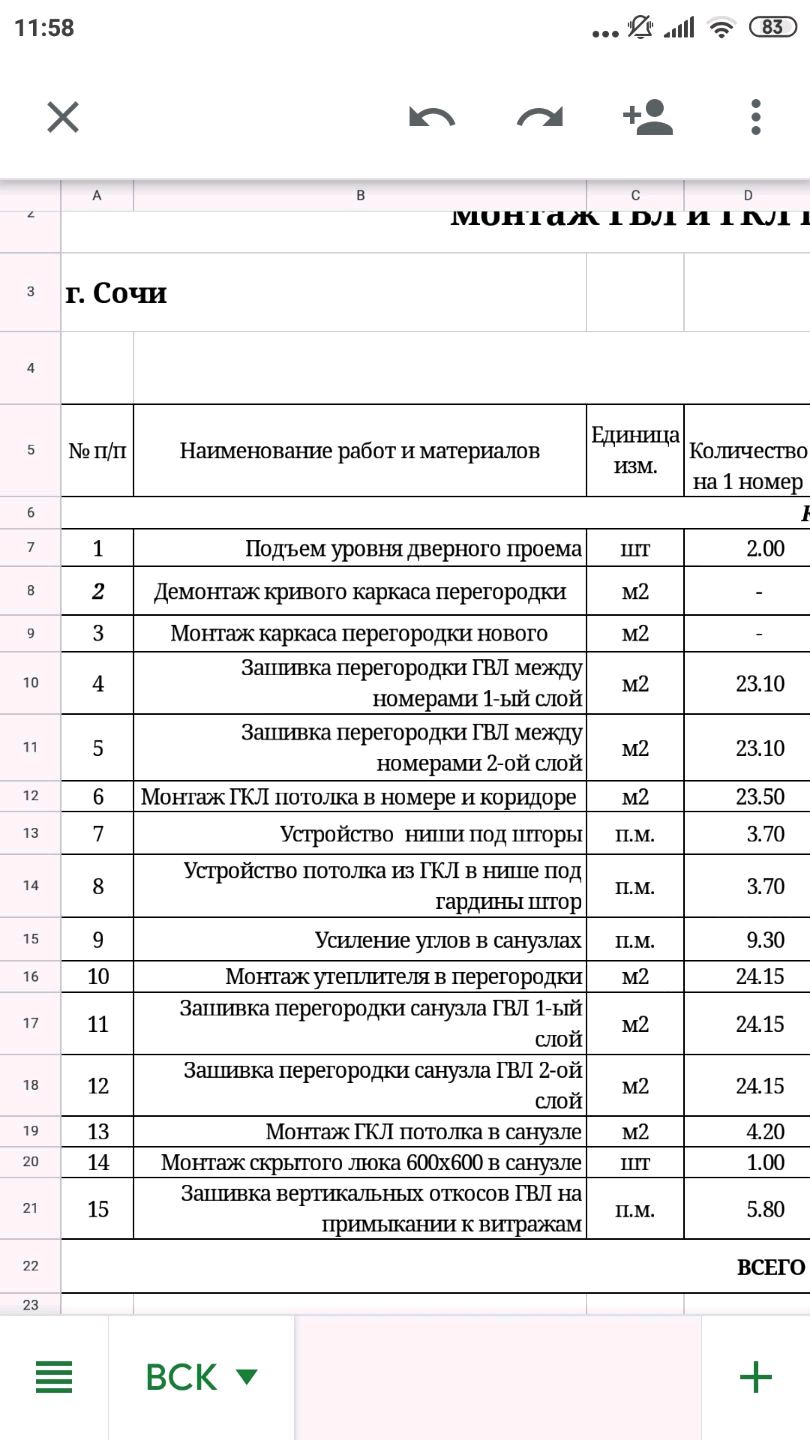 11:58
83
A B C D
2 Монтаж ГВЛ и ГКЛ
3 г. Сочи
4
5 № п/п Наименование работ и материалов Единица изм. Количество на 1 номер
6
7 1 Подъем уровня дверного проема шт 2.00
8 2 Демонтаж кривого каркаса перегородки м2 -
9 3 Монтаж каркаса перегородки нового м2 -
10 4 Зашивка перегородки ГВЛ между номерами 1-ый слой м2 23.10
11 5 Зашивка перегородки ГВЛ между номерами 2-ой слой м2 23.10
12 6 Монтаж ГКЛ потолка в номере и коридоре м2 23.50
13 7 Устройство ниши под шторы п.м. 3.70
14 8 Устройство потолка из ГКЛ в нише под гардины штор п.м. 3.70
15 9 Усиление углов в санузлах п.м. 9.30
16 10 Монтаж утеплителя в перегородки м2 24.15
17 11 Зашивка перегородки санузла ГВЛ 1-ый слой м2 24.15
18 12 Зашивка перегородки санузла ГВЛ 2-ой слой м2 24.15
19 13 Монтаж ГКЛ потолка в санузле м2 4.20
20 14 Монтаж скрытого люка 600х600 в санузле шт 1.00
21 15 Зашивка вертикальных откосов ГВЛ на примыкании к витражам п.м. 5.80
22 ВСЕГО
23
ВСК